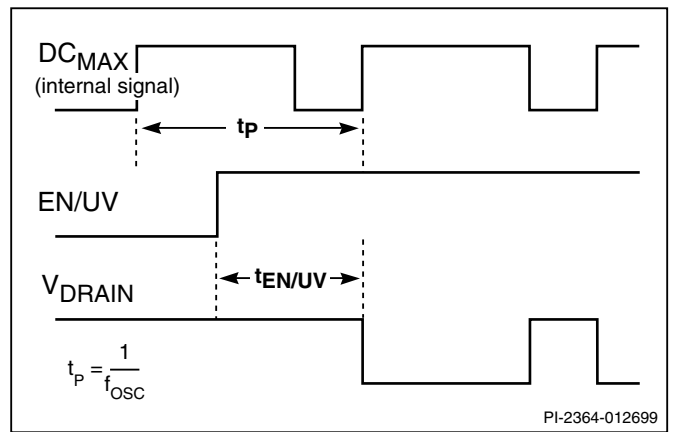 DCMAX
(internal signal)
tP
EN/UV
tEN/UV
VDRAIN
tP = 1/fOSC
PI-2364-012699